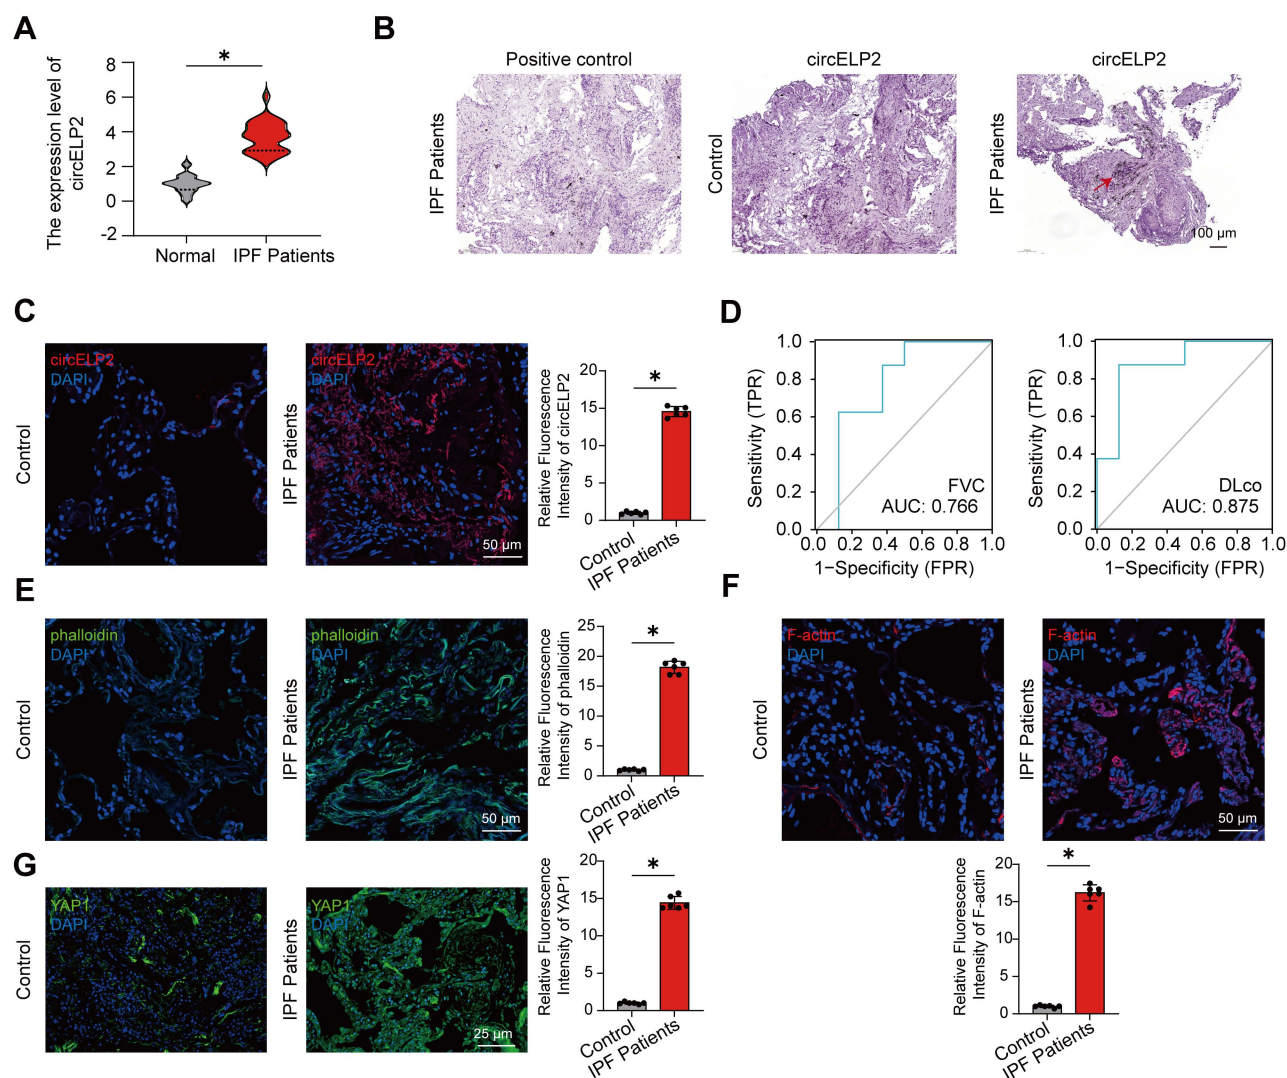 A
The expression level of
circELP2
8
6
4
2
0
-2
*
Normal
IPF Patients
B
Positive control
circELP2
circELP2
IPF Patients
Control
IPF Patients
100 μm
C
Control
circELP2
DAPI
IPF Patients
circELP2
DAPI
50 μm
Relative Fluorescence
Intensity of circELP2
20
15
10
5
0
*
Control
IPF Patients
D
Sensitivity (TPR)
1.0
0.8
0.6
0.4
0.2
0.0
FVC
AUC: 0.766
0.0 0.2 0.4 0.6 0.8 1.0
1−Specificity (FPR)
Sensitivity (TPR)
1.0
0.8
0.6
0.4
0.2
0.0
DLco
AUC: 0.875
0.0 0.2 0.4 0.6 0.8 1.0
1−Specificity (FPR)
E
Control
phalloidin
DAPI
IPF Patients
phalloidin
DAPI
50 μm
Relative Fluorescence
Intensity of phalloidin
25
20
15
10
5
0
*
Control
IPF Patients
F
Control
F-actin
DAPI
IPF Patients
F-actin
DAPI
50 μm
Relative Fluorescence
Intensity of F-actin
20
15
10
5
0
*
Control
IPF Patients
G
Control
YAP1
DAPI
IPF Patients
YAP1
DAPI
25 μm
Relative Fluorescence
Intensity of YAP1
20
15
10
5
0
*
Control
IPF Patients